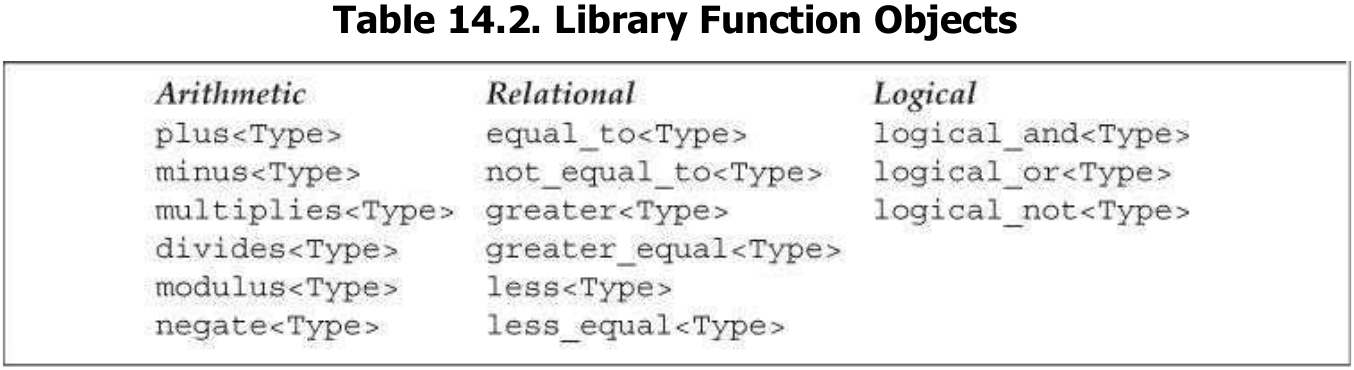 Table 14.2. Library Function Objects
Arithmetic Relational Logical
plus<Type> equal_to<Type> logical_and<Type>
minus<Type> not_equal_to<Type> logical_or<Type>
multiplies<Type> greater<Type> logical_not<Type>
divides<Type> greater_equal<Type>
modulus<Type> less<Type>
negate<Type> less_equal<Type>